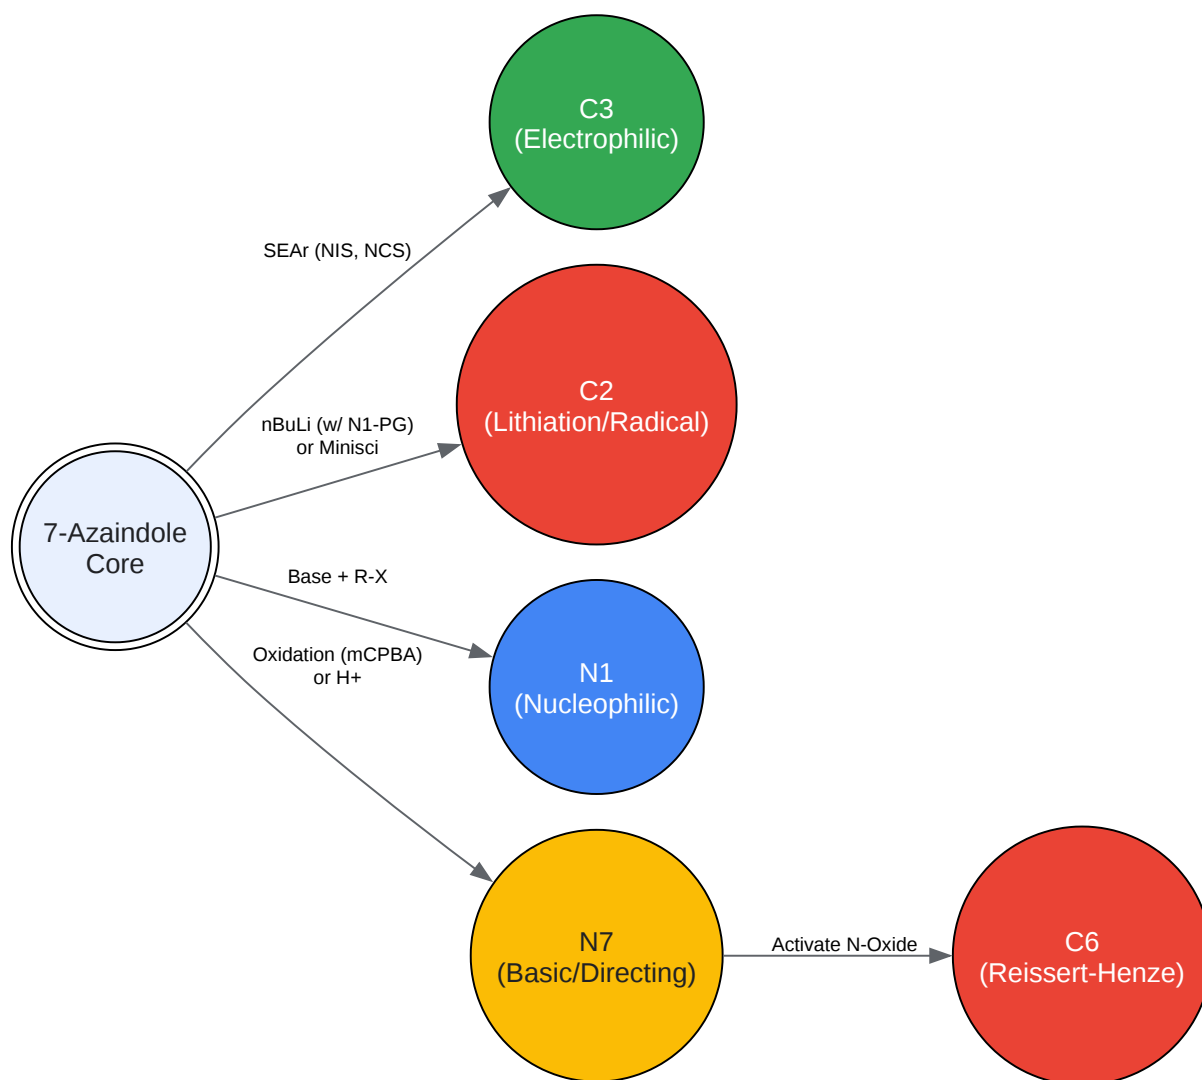 C3
(Electrophilic)
SEAr (NIS, NCS)
C2
(Lithiation/Radical)
nBuLi (w/ N1-PG)
or Minisci
7-Azaindole
Core
Base + R-X
N1
(Nucleophilic)
Oxidation (mCPBA)
or H+
N7
(Basic/Directing)
Activate N-Oxide
C6
(Reissert-Henze)